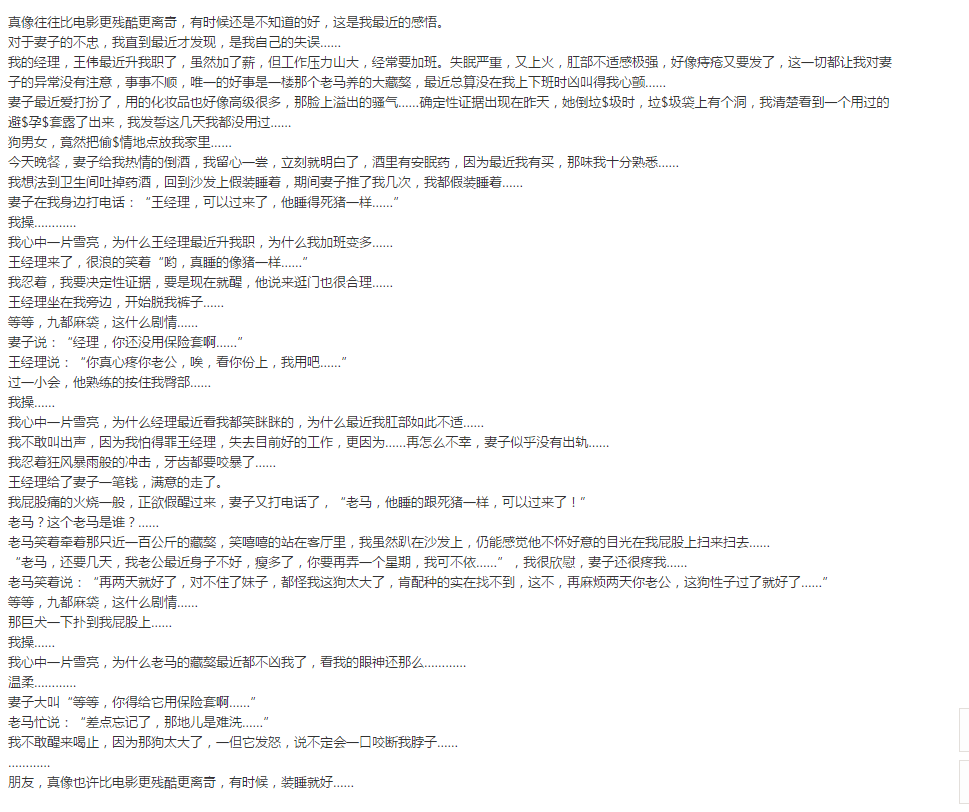 真像往往比电影更残酷更离奇，有时候还是不知道的好，这是我最近的感悟。
对于妻子的不忠，我直到最近才发现，是我自己的失误……
我的经理，王伟最近升我职了，虽然加了薪，但工作压力山大，经常要加班。失眠严重，又上火，肛部不适感极强，好像痔疮又要发了，这一切都让我对妻
子的异常没有注意，事事不顺，唯一的好事是一楼那个老马养的大藏獒，最近总算没在我上下班时凶叫得我心颤……
妻子最近爱打扮了，用的化妆品也好像高级很多，那脸上溢出的骚气……确定性证据出现在昨天，她倒垃$圾时，垃$圾袋上有个洞，我清楚看到一个用过的
避$孕$套露了出来，我发誓这几天我都没用过……
狗男女，竟然把偷$情地点放我家里……
今天晚餐，妻子给我热情的倒酒，我留心一尝，立刻就明白了，酒里有安眠药，因为最近我有买，那味我十分熟悉……
我想法到卫生间吐掉药酒，回到沙发上假装睡着，期间妻子推了我几次，我都假装睡着……
妻子在我身边打电话：“王经理，可以过来了，他睡得死猪一样……”
我操…………
我心中一片雪亮，为什么王经理最近升我职，为什么我加班变多……
王经理来了，很浪的笑着“哟，真睡的像猪一样……”
我忍着，我要决定性证据，要是现在就醒，他说来逛门也很合理……
王经理坐在我旁边，开始脱我裤子……
等等，九都麻袋，这什么剧情……
妻子说：“经理，你还没用保险套啊……”
王经理说：“你真心疼你老公，唉，看你份上，我用吧……”
过一小会，他熟练的按住我臀部……
我操……
我心中一片雪亮，为什么经理最近看我都笑眯眯的，为什么最近我肛部如此不适……
我不敢叫出声，因为我怕得罪王经理，失去目前好的工作，更因为……再怎么不幸，妻子似乎没有出轨……
我忍着狂风暴雨般的冲击，牙齿都要咬暴了……
王经理给了妻子一笔钱，满意的走了。
我屁股痛的火烧一般，正欲假醒过来，妻子又打电话了，“老马，他睡的跟死猪一样，可以过来了！”
老马？这个老马是谁？……
老马笑着牵着那只近一百公斤的藏獒，笑嘻嘻的站在客厅里，我虽然趴在沙发上，仍能感觉他不怀好意的目光在我屁股上扫来扫去……
“老马，还要几天，我老公最近身子不好，瘦多了，你要再弄一个星期，我可不依……”，我很欣慰，妻子还很疼我……
老马笑着说：“再两天就好了，对不住了妹子，都怪我这狗太大了，肯配种的实在找不到，这不，再麻烦两天你老公，这狗性子过了就好了……”
等等，九都麻袋，这什么剧情……
那巨犬一下扑到我屁股上……
我操……
我心中一片雪亮，为什么老马的藏獒最近都不凶我了，看我的眼神还那么…………
温柔…………
妻子大叫“等等，你得给它用保险套啊……”
老马忙说：“差点忘记了，那地儿是难洗……”
我不敢醒来喝止，因为那狗太大了，一但它发怒，说不定会一口咬断我脖子……
…………
朋友，真像也许比电影更残酷更离奇，有时候，装睡就好……